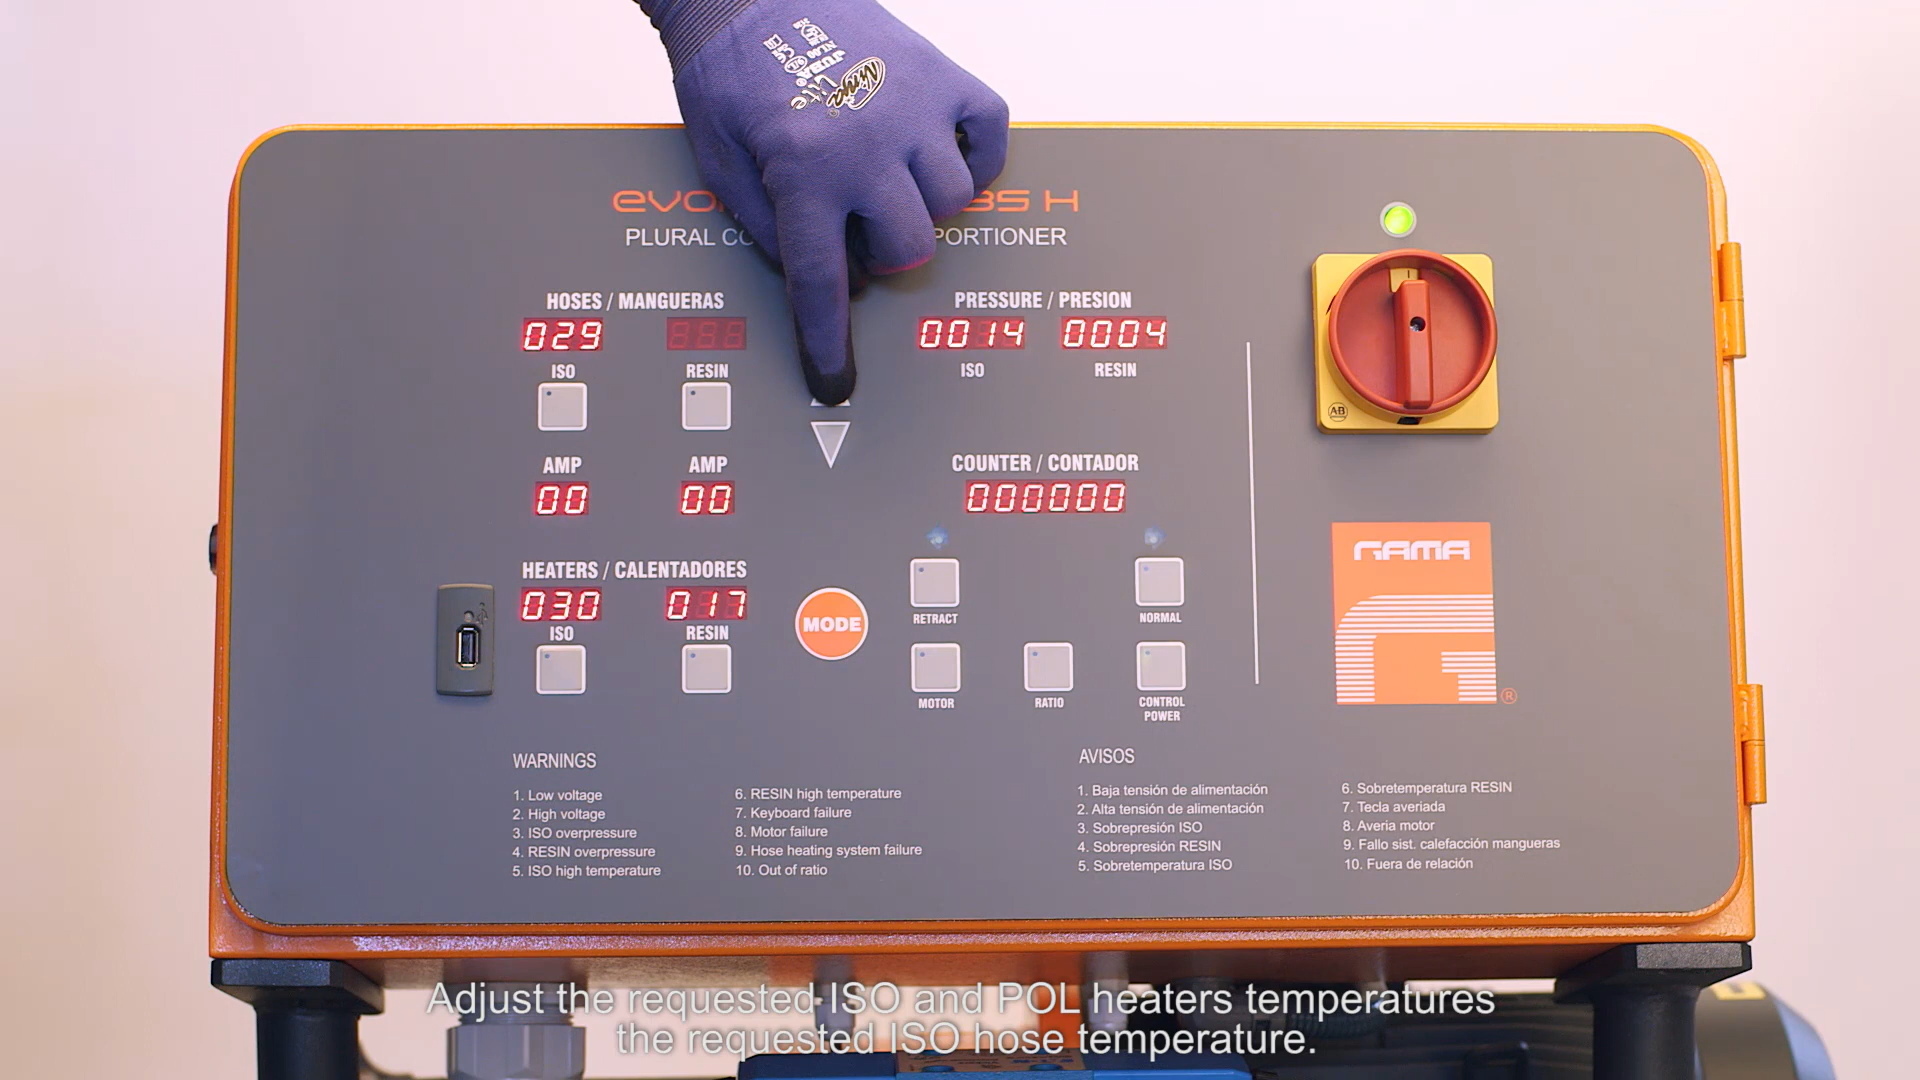 NL00
JUBA®
Ninja
Lite
35 H
PLURAL
PORTIONER
HOSES / MANGUERAS
029
ISO
RESIN
AMP
00
AMP
00
HEATERS / CALENTADORES
030
ISO
017
RESIN
MODE
PRESSURE / PRESION
0014
ISO
0004
RESIN
COUNTER / CONTADOR
000000
RETRACT
NORMAL
MOTOR
RATIO
CONTROL
POWER
I
AB
GAMA
G
®
WARNINGS
1. Low voltage
2. High voltage
3. ISO overpressure
4. RESIN overpressure
5. ISO high temperature
6. RESIN high temperature
7. Keyboard failure
8. Motor failure
9. Hose heating system failure
10. Out of ratio
AVISOS
1. Baja tensión de alimentación
2. Alta tensión de alimentación
3. Sobrepresión ISO
4. Sobrepresión RESIN
5. Sobretemperatura ISO
6. Sobretemperatura RESIN
7. Tecla averiada
8. Averia motor
9. Fallo sist. calefacción mangueras
10. Fuera de relación
Adjust the requested ISO and POL heaters temperatures
the requested ISO hose temperature.